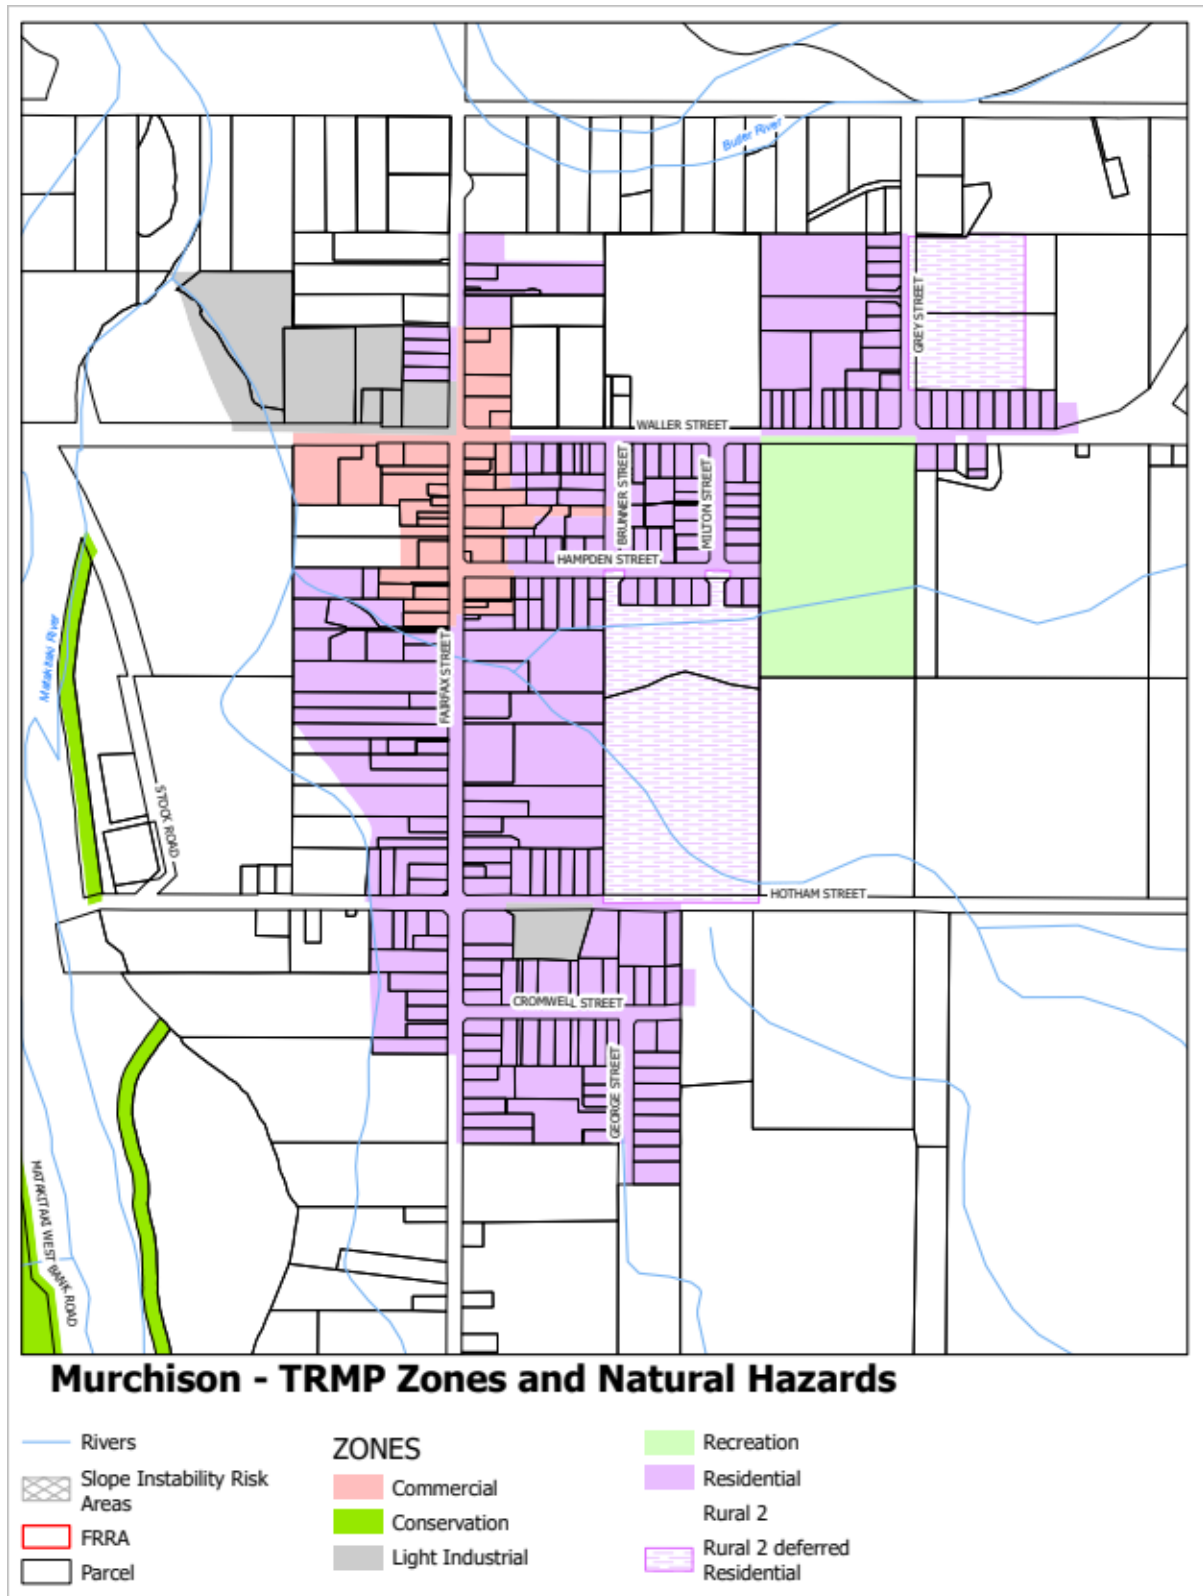 Buller River
GREY STREET
WALLER STREET
BRUNNER STREET
MILTON STREET
HAMPDEN STREET
Matakitaki River
FAIRFAX STREET
STOCK ROAD
HOTHAM STREET
CROMWELL STREET
GEORGE STREET
MATAKITAKI WEST BANK ROAD
Murchison - TRMP Zones and Natural Hazards
Rivers
Slope Instability Risk
Areas
FRRA
Parcel
ZONES
Commercial
Conservation
Light Industrial
Recreation
Residential
Rural 2
Rural 2 deferred
Residential